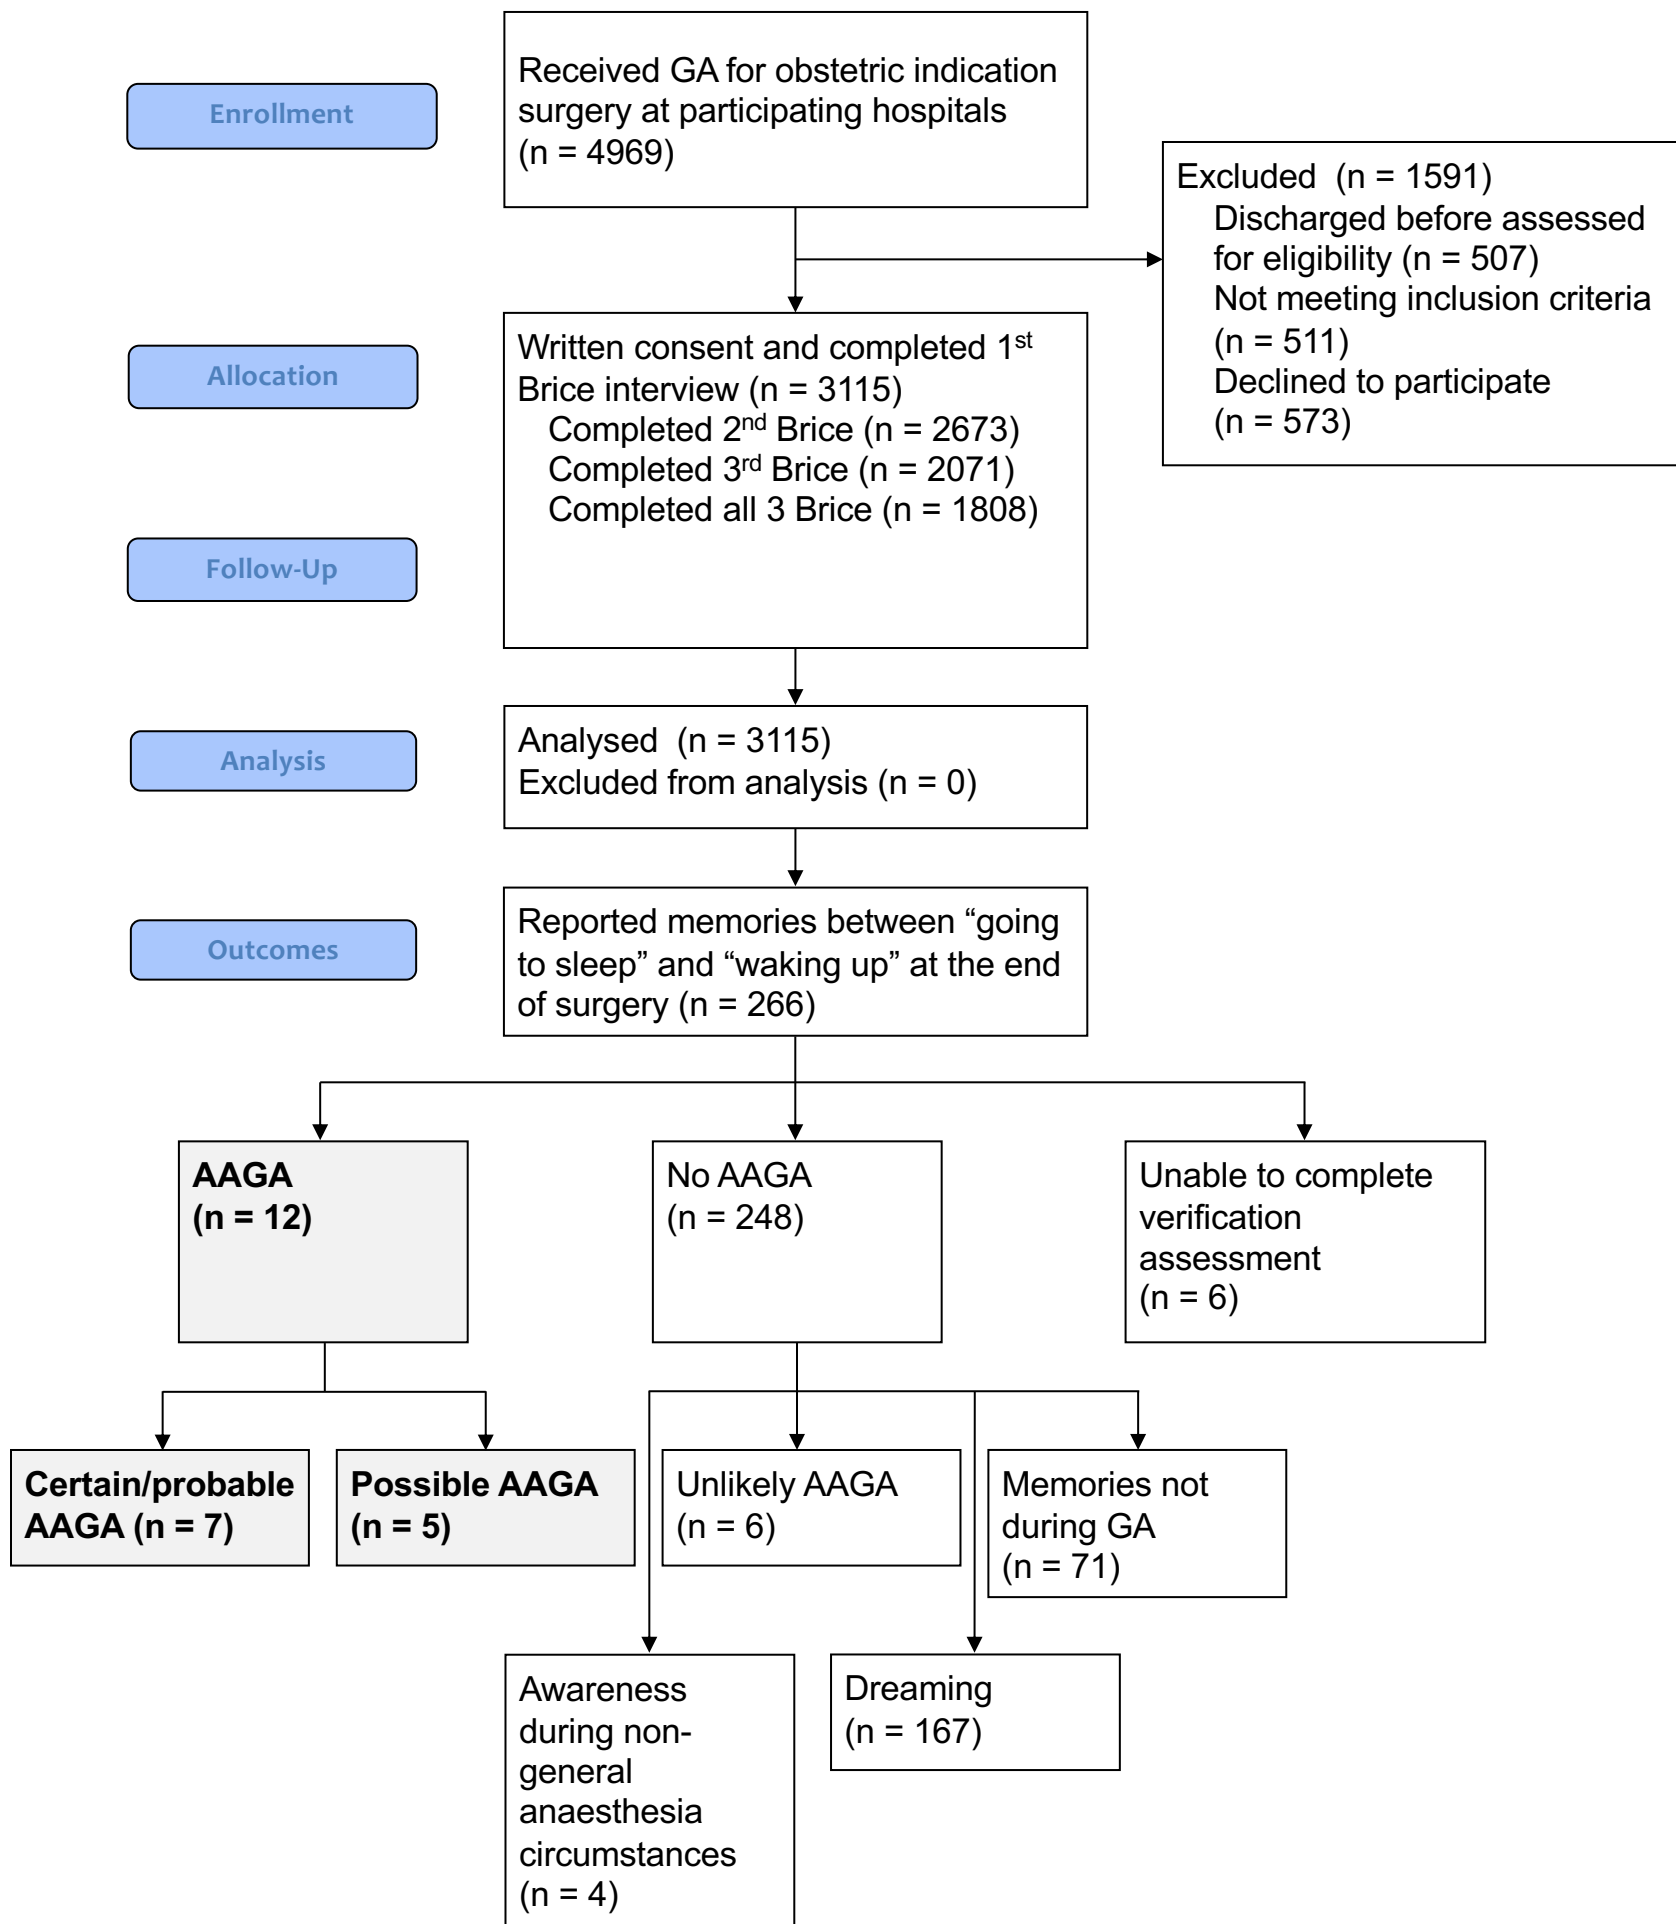 Enrollment
Received GA for obstetric indication
surgery at participating hospitals
(n = 4969)
Excluded  (n = 1591)
Discharged before assessed
for eligibility (n = 507)
Not meeting inclusion criteria
(n = 511)
Declined to participate
(n = 573)
Allocation
Written consent and completed 1st
Brice interview (n = 3115)
Completed 2nd Brice (n = 2673)
Completed 3rd Brice (n = 2071)
Completed all 3 Brice (n = 1808)
Follow-Up
Analysis
Analysed  (n = 3115)
Excluded from analysis (n = 0)
Outcomes
Reported memories between “going
to sleep” and “waking up” at the end
of surgery (n = 266)
AAGA
(n = 12)
No AAGA
(n = 248)
Unable to complete
verification
assessment
(n = 6)
Certain/probable
AAGA (n = 7)
Possible AAGA
(n = 5)
Unlikely AAGA
(n = 6)
Memories not
during GA
(n = 71)
Awareness
during non-
general
anaesthesia
circumstances
(n = 4)
Dreaming
(n = 167)